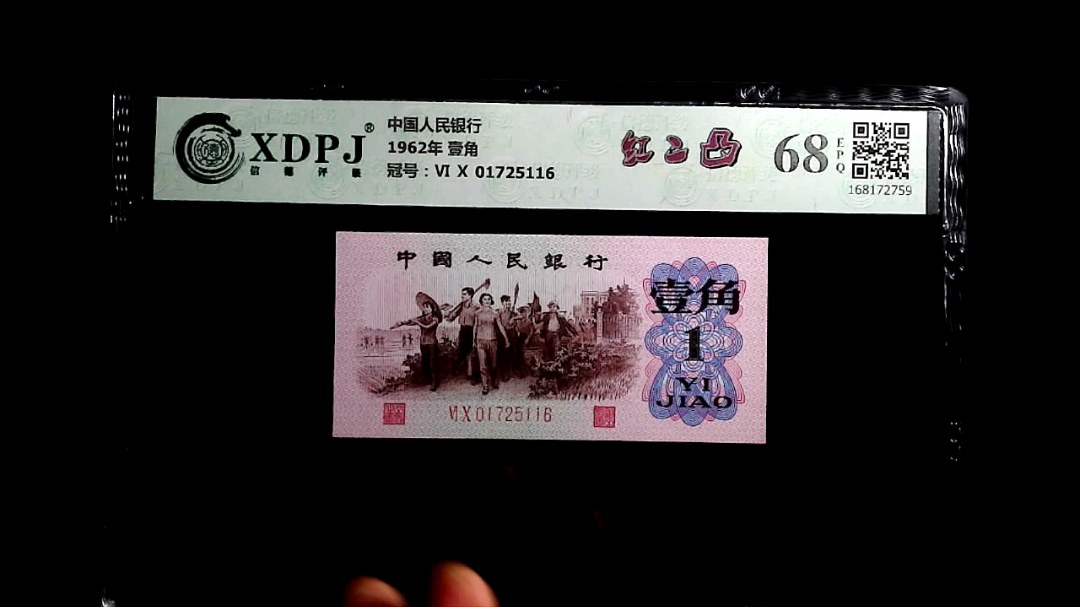 XDPJ®
信德评级
中国人民银行
1962年 壹角
冠号：VI X 01725116
红二凸
68
EPQ
168172759
中國人民銀行
壹角
1
YI
JIAO
VI X 01725116